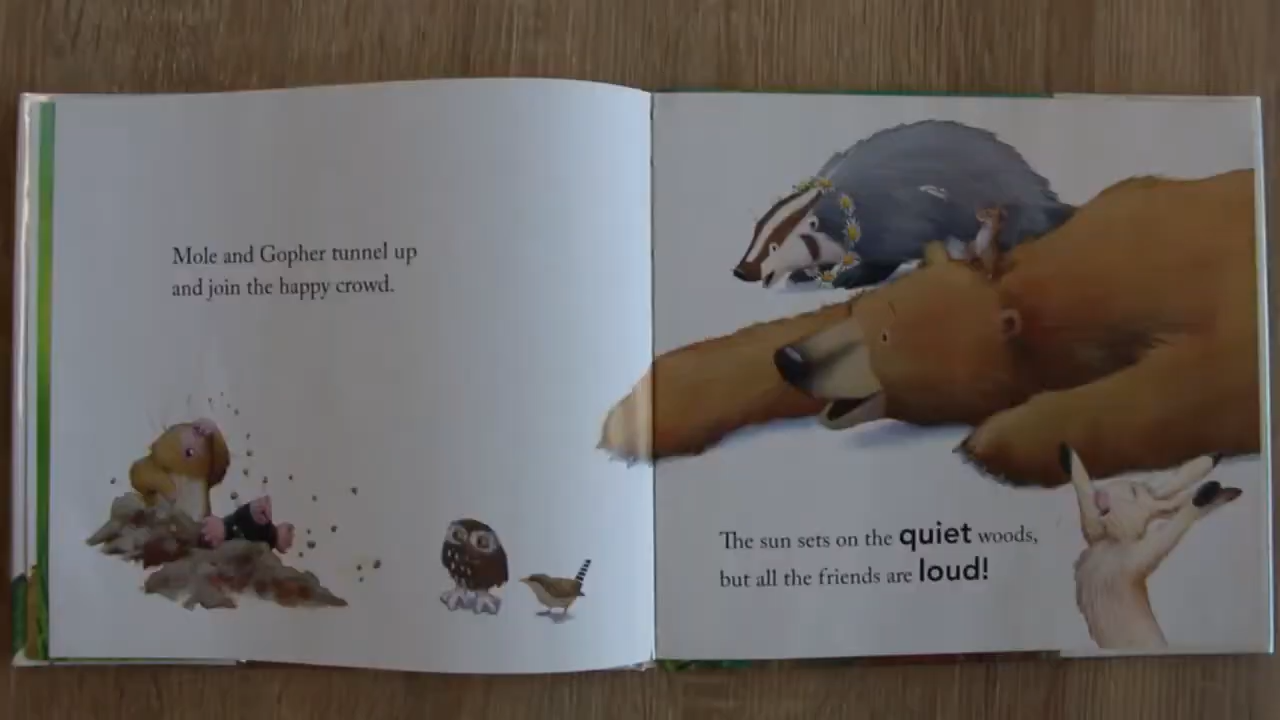 Mole and Gopher tunnel up
and join the happy crowd.
The sun sets on the quiet woods,
but all the friends are loud!